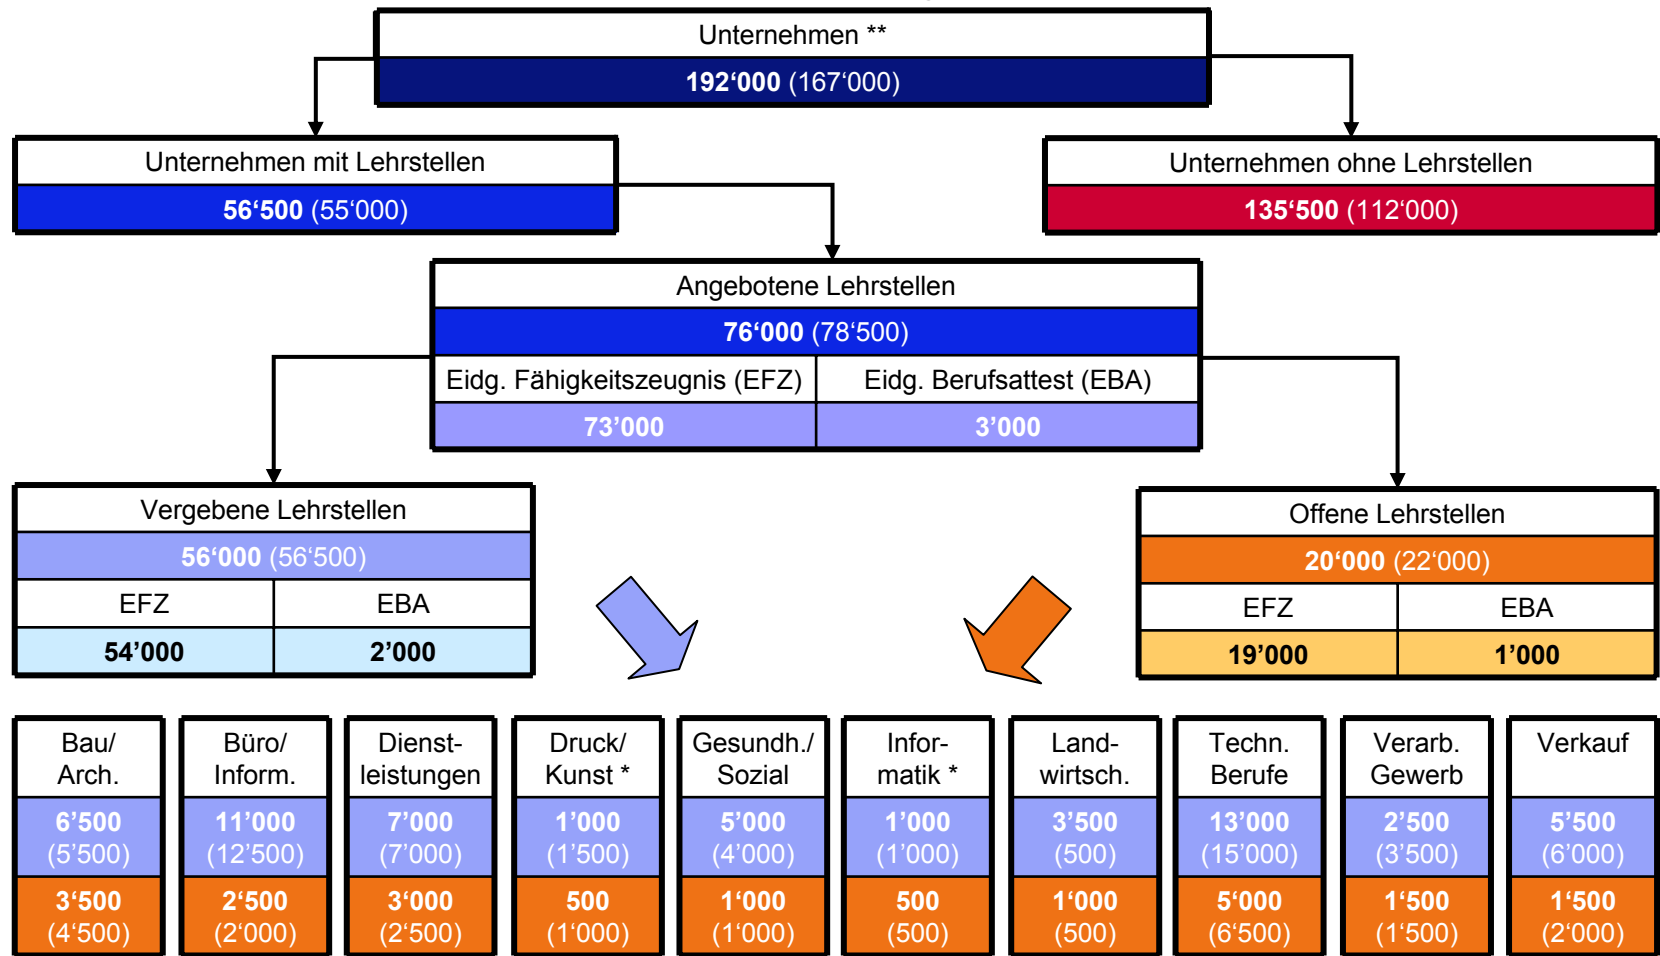 Unternehmen **
192‘000 (167‘000)
Unternehmen mit Lehrstellen
56‘500 (55‘000)
Unternehmen ohne Lehrstellen
135‘500 (112‘000)
Angebotene Lehrstellen
76‘000 (78‘500)
Eidg. Fähigkeitszeugnis (EFZ)
Eidg. Berufsattest (EBA)
73’000
3’000
Vergebene Lehrstellen
56‘000 (56‘500)
EFZ
EBA
54’000
2’000
Offene Lehrstellen
20‘000 (22‘000)
EFZ
EBA
19’000
1’000
Bau/
Arch.
6’500
(5’500)
3‘500
(4‘500)
Büro/
Inform.
11’000
(12’500)
2‘500
(2‘000)
Dienst-
leistungen
7’000
(7’000)
3‘000
(2‘500)
Druck/
Kunst *
1’000
(1’500)
500
(1‘000)
Gesundh./
Sozial
5’000
(4’000)
1‘000
(1‘000)
Infor-
matik *
1’000
(1’000)
500
(500)
Land-
wirtsch.
3’500
(500)
1‘000
(500)
Techn.
Berufe
13’000
(15’000)
5‘000
(6‘500)
Verarb.
Gewerb
2’500
(3’500)
1‘500
(1‘500)
Verkauf
5’500
(6’000)
1‘500
(2‘000)